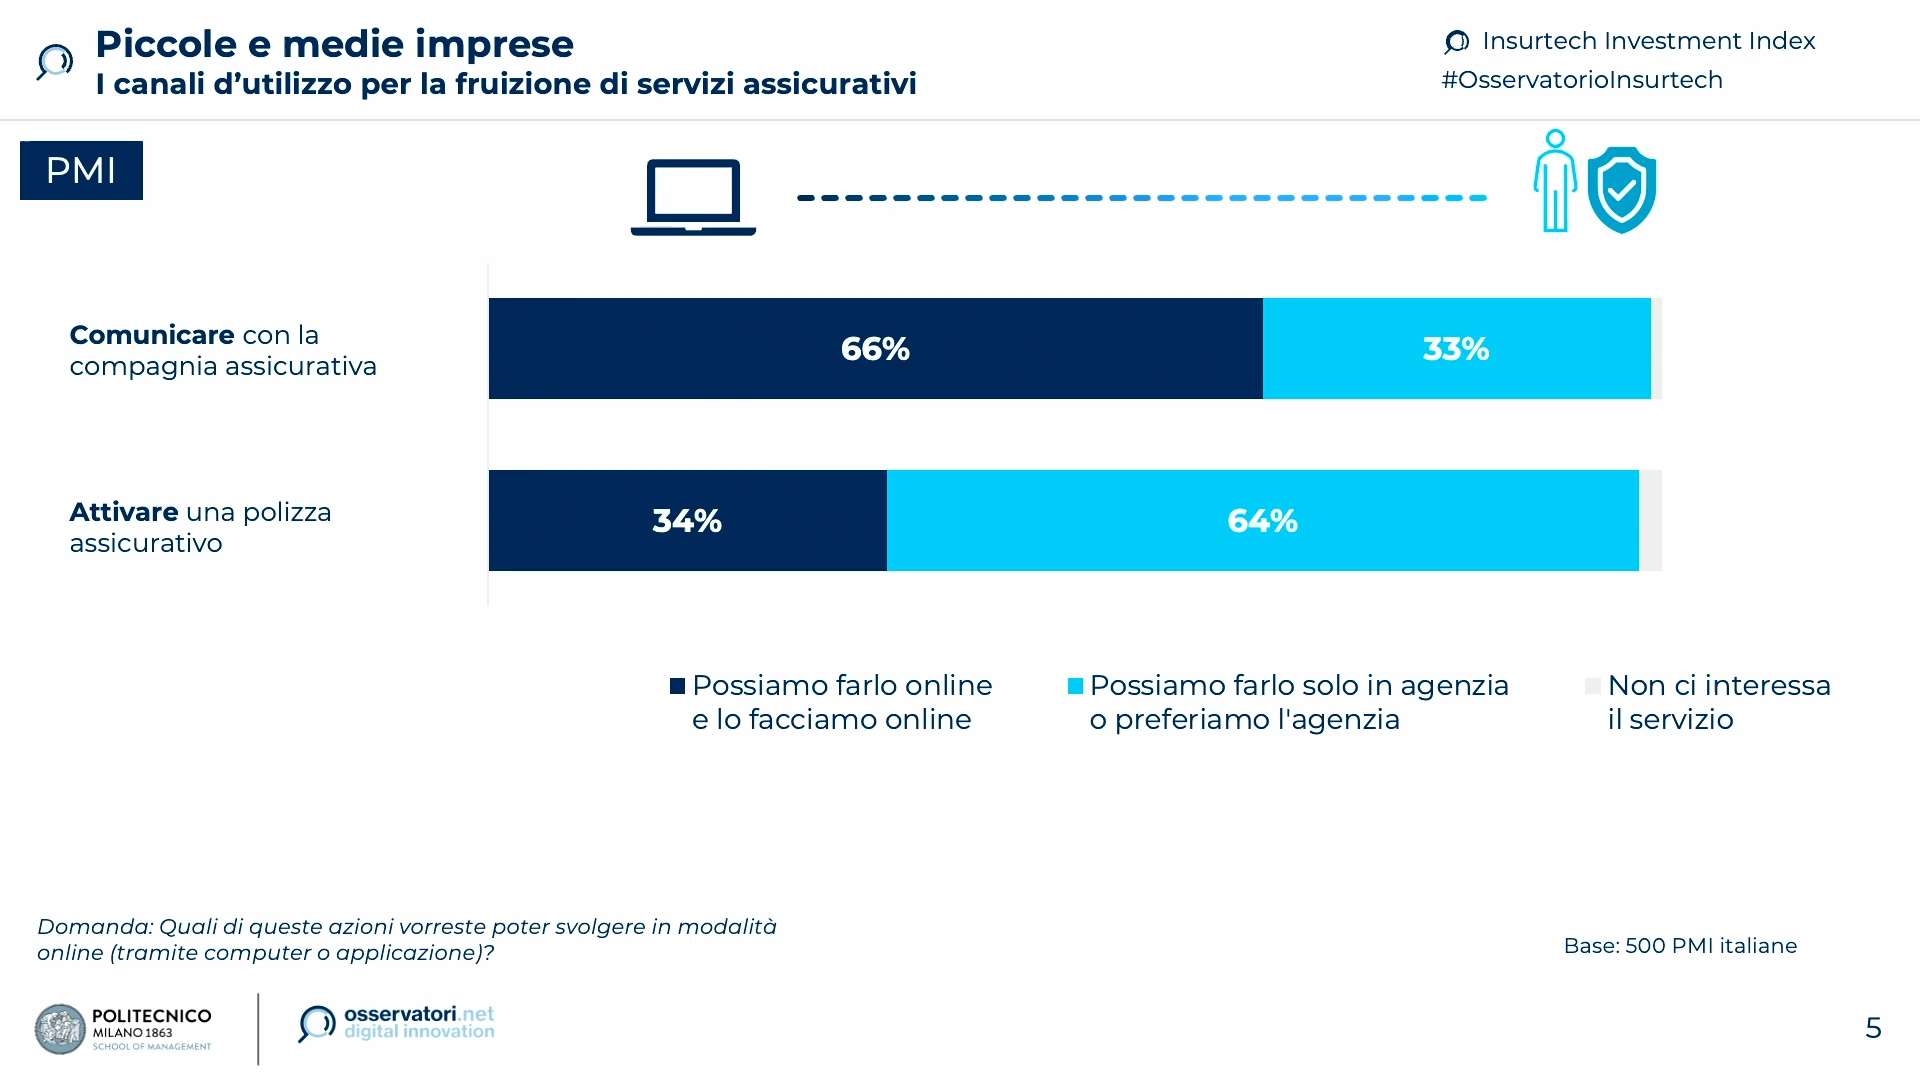 Piccole e medie imprese
I canali d’utilizzo per la fruizione di servizi assicurativi
Insurtech Investment Index
#OsservatorioInsurtech
PMI
Comunicare con la
compagnia assicurativa
66%
33%
Attivare una polizza
assicurativo
34%
64%
Possiamo farlo online
e lo facciamo online
Possiamo farlo solo in agenzia
o preferiamo l'agenzia
Non ci interessa
il servizio
Domanda: Quali di queste azioni vorreste poter svolgere in modalità
online (tramite computer o applicazione)?
Base: 500 PMI italiane
POLITECNICO
MILANO 1863
SCHOOL OF MANAGEMENT
osservatori.net
digital innovation
5